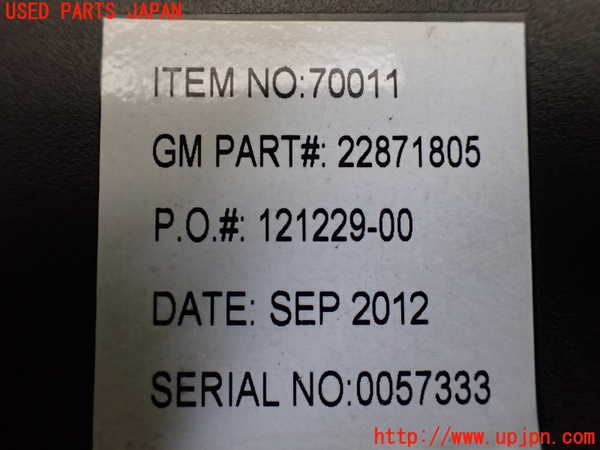 USED PARTS JAPAN
ITEM NO:70011
GM PART#: 22871805
P.O.#: 121229-00
DATE: SEP 2012
SERIAL NO:0057333
http://www.upjpn.com/